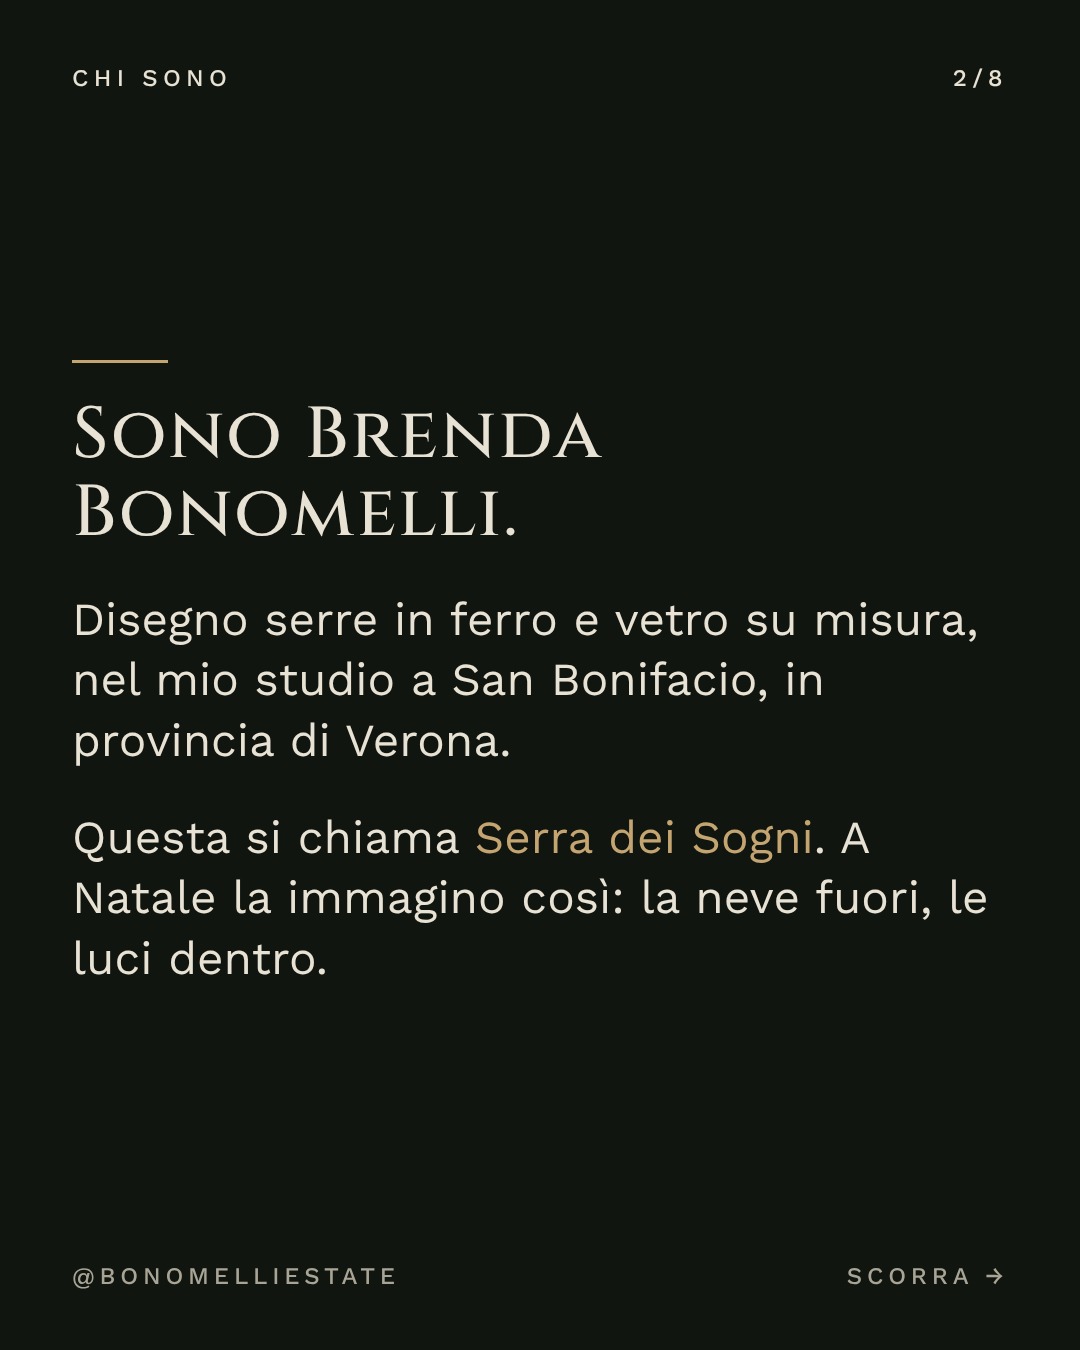 CHI SONO
2/8
Sono Brenda
Bonomelli.
Disegno serre in ferro e vetro su misura,
nel mio studio a San Bonifacio, in
provincia di Verona.
Questa si chiama Serra dei Sogni. A
Natale la immagino così: la neve fuori, le
luci dentro.
@BONOMELLIESTATE
SCORRA →